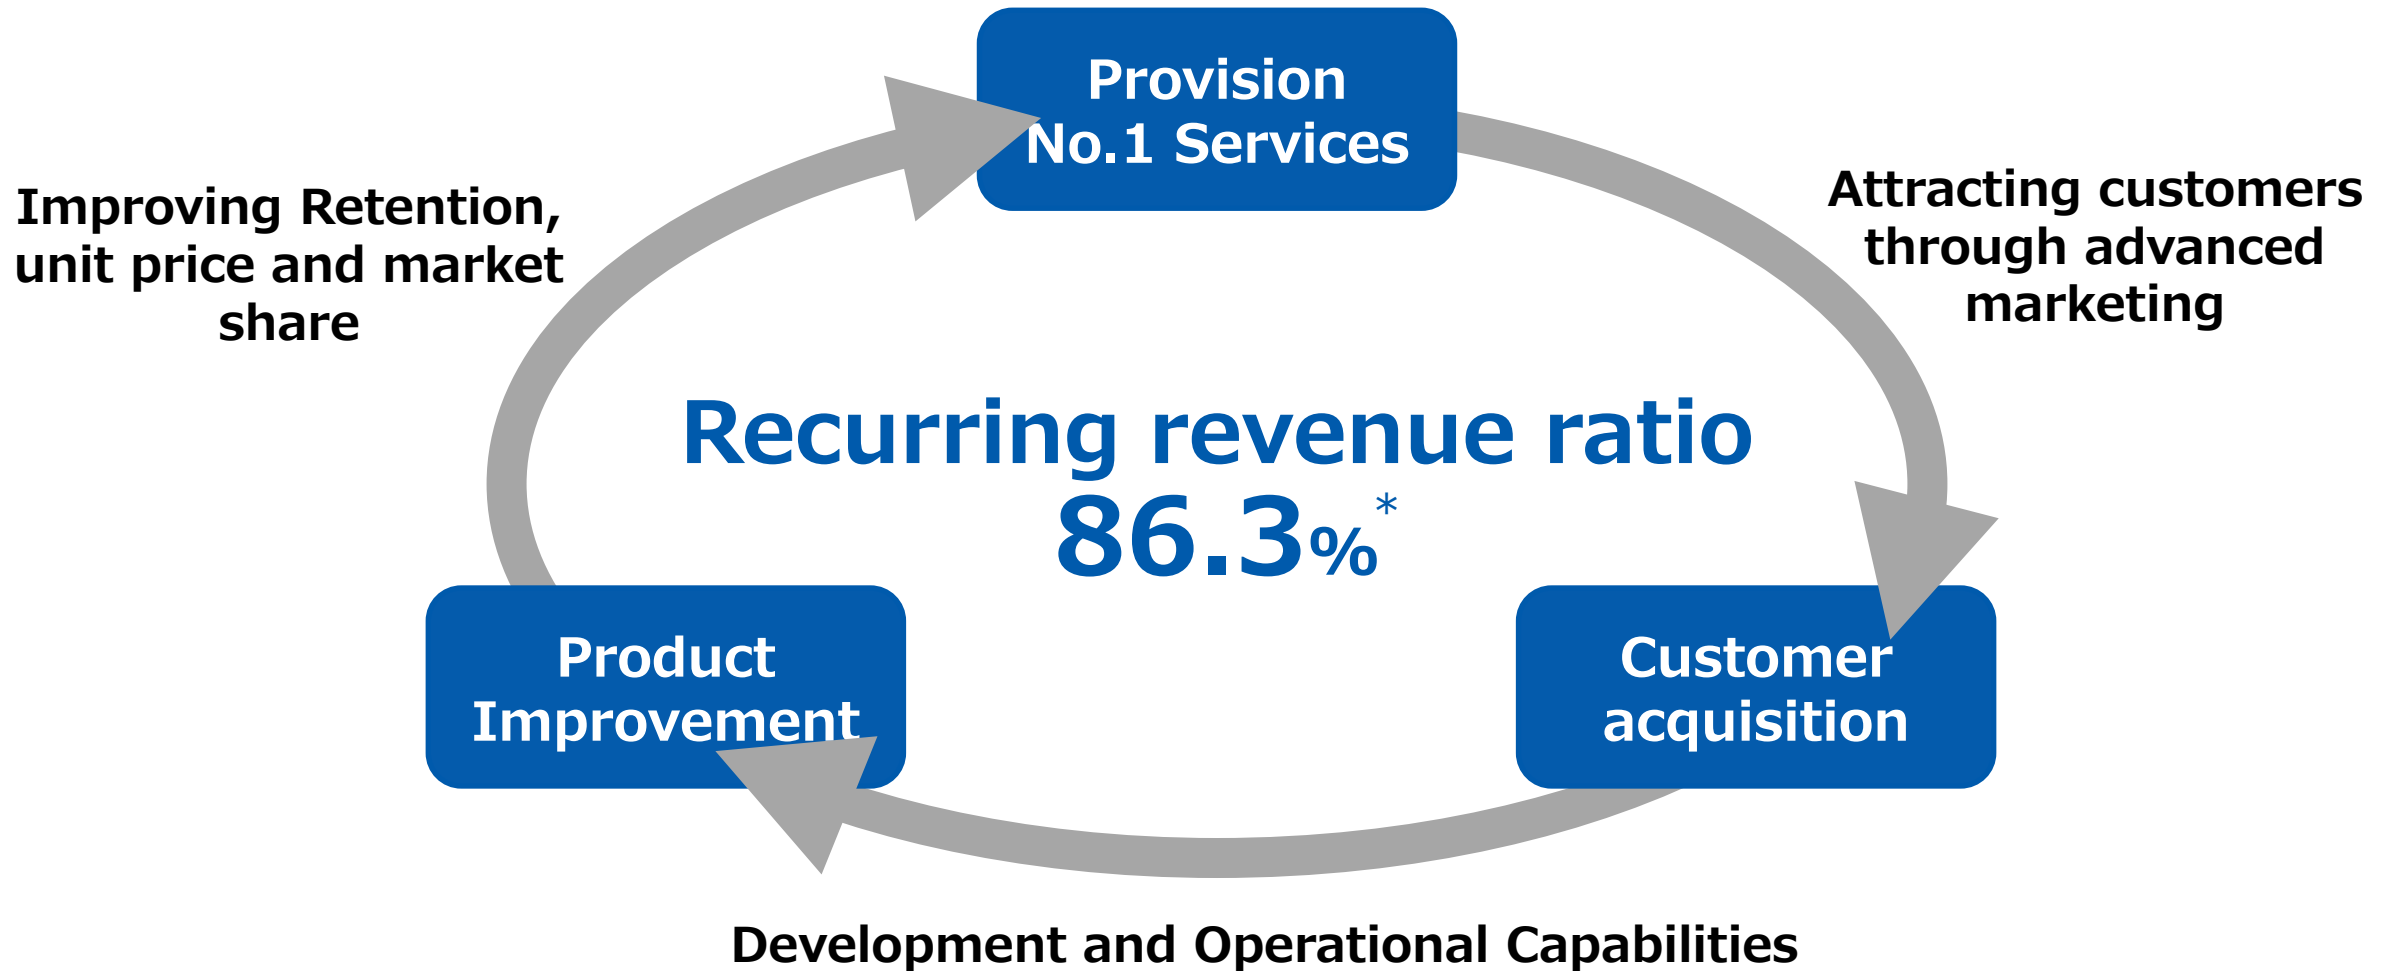 Provision
No.1 Services
Improving Retention,
unit price and market
share
Attracting customers
through advanced
marketing
Recurring revenue ratio
86.3%*
Product
Improvement
Customer
acquisition
Development and Operational Capabilities